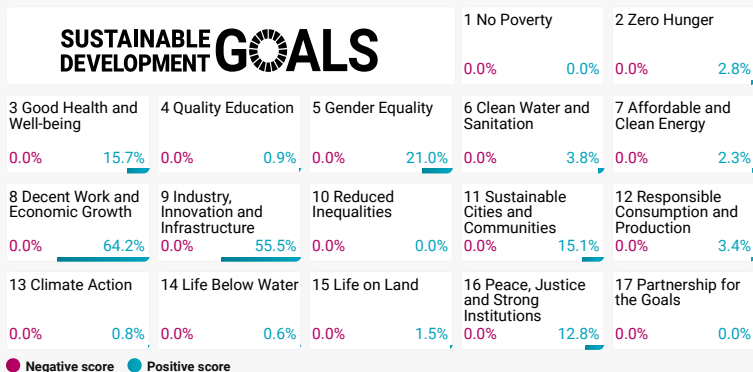 SUSTAINABLE
DEVELOPMENT
GOALS
1 No Poverty
0.0% 0.0%
2 Zero Hunger
0.0% 2.8%
3 Good Health and
Well-being
0.0% 15.7%
4 Quality Education
0.0% 0.9%
5 Gender Equality
0.0% 21.0%
6 Clean Water and
Sanitation
0.0% 3.8%
7 Affordable and
Clean Energy
0.0% 2.3%
8 Decent Work and
Economic Growth
0.0% 64.2%
9 Industry,
Innovation and
Infrastructure
0.0% 55.5%
10 Reduced
Inequalities
0.0% 0.0%
11 Sustainable
Cities and
Communities
0.0% 15.1%
12 Responsible
Consumption and
Production
0.0% 3.4%
13 Climate Action
0.0% 0.8%
14 Life Below Water
0.0% 0.6%
15 Life on Land
0.0% 1.5%
16 Peace, Justice
and Strong
Institutions
0.0% 12.8%
17 Partnership for
the Goals
0.0% 0.0%
Negative score Positive score